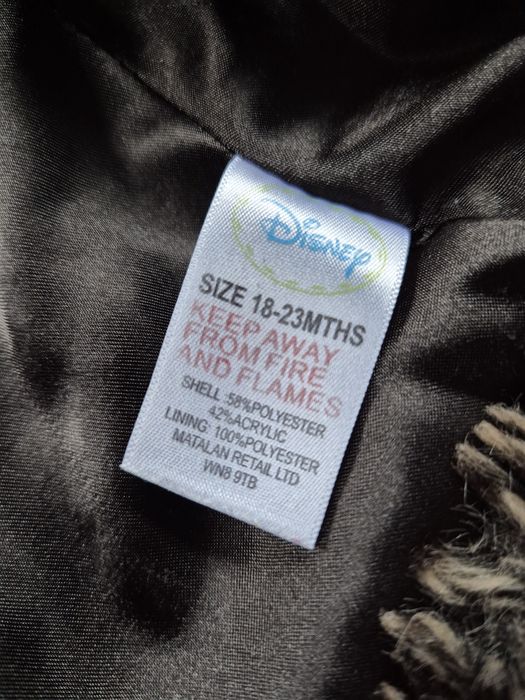 Disney
SIZE 18-23MTHS
KEEP AWAY
FROM FIRE
AND FLAMES
SHELL :58%POLYESTER
42%ACRYLIC
LINING: 100%POLYESTER
MATALAN RETAIL LTD
WN8 9TB